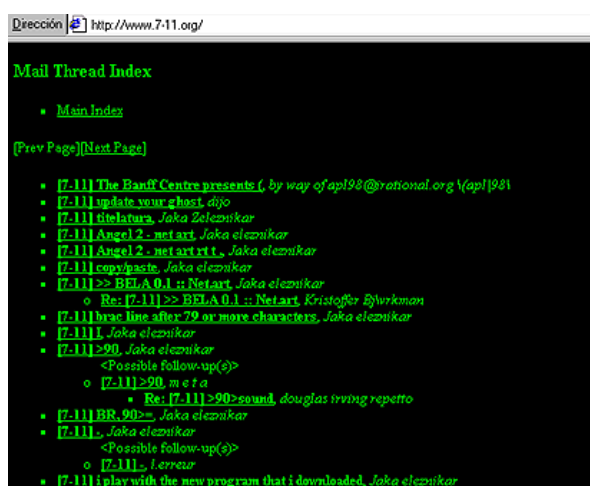 Dirección http://www.7-11.org/
Mail Thread Index
Main Index
[Prev Page][Next Page]
[7-11] The Banff Centre presents (, by way of apl98@irational.org \(apl|98\
[7-11] update your ghost, dijo
[7-11] titelatura, Jaka Zeleznikar
[7-11] Angel 2 - net art, Jaka eleznikar
[7-11] Angel 2 - net art rt t ., Jaka eleznikar
[7-11] copy/paste, Jaka eleznikar
[7-11] >> BELA 0.1 :: Net.art, Jaka eleznikar
Re: [7-11] >> BELA 0.1 :: Net.art, Kristoffer Bj\wrkman
[7-11] brac line after 79 or more characters, Jaka eleznikar
[7-11] I, Jaka eleznikar
[7-11] >90, Jaka eleznikar
<Possible follow-up(s)>
[7-11] >90, m e t a
Re: [7-11] >90>sound, douglas irving repetto
[7-11] BR, 90>=, Jaka eleznikar
[7-11] -, Jaka eleznikar
<Possible follow-up(s)>
[7-11] -, l.erreur
[7-11] i play with the new program that i downloaded, Jaka eleznikar